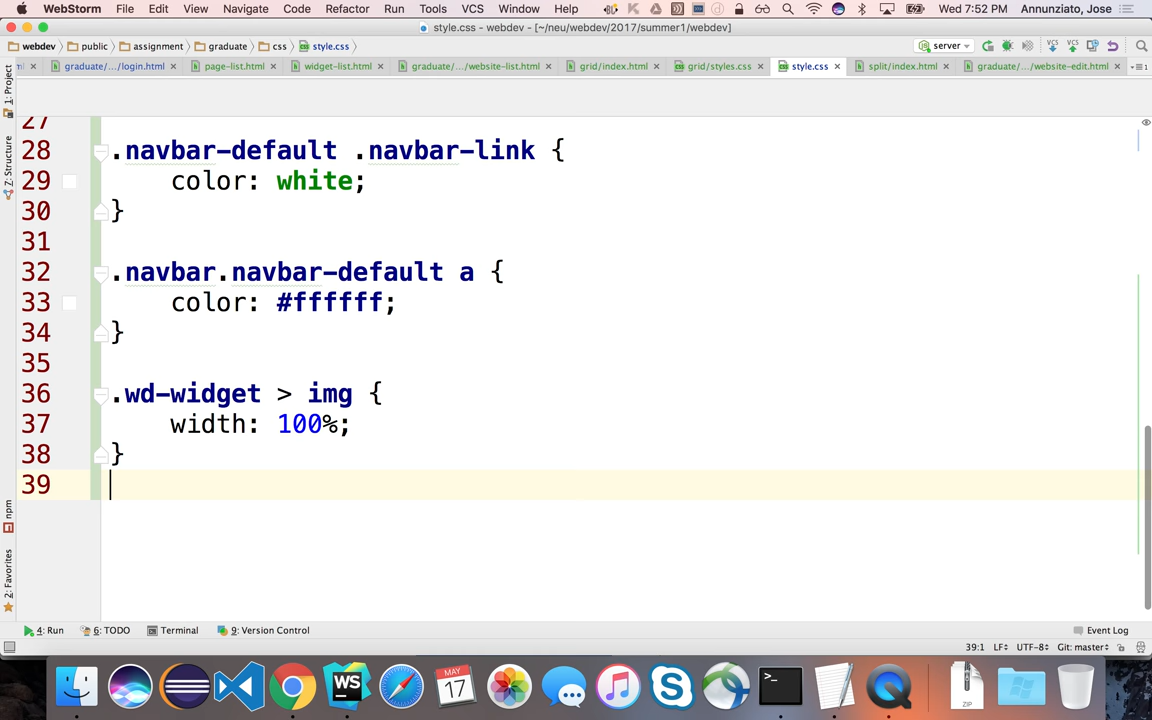 WebStorm File Edit View Navigate Code Refactor Run Tools VCS Window Help Wed 7:52 PM Annunziato, Jose
style.css - webdev - [~/neu/webdev/2017/summer1/webdev]
webdev public assignment graduate css style.css server
graduate/.../login.html page-list.html widget-list.html graduate/.../website-list.html grid/index.html grid/styles.css style.css split/index.html graduate/.../website-edit.html
1: Project
Z: Structure
npm
2: Favorites
27
28 .navbar-default .navbar-link {
29 color: white;
30 }
31
32 .navbar.navbar-default a {
33 color: #ffffff;
34 }
35
36 .wd-widget > img {
37 width: 100%;
38 }
39
4: Run 6: TODO Terminal 9: Version Control Event Log
39:1 LF UTF-8 Git: master
WS MAY 17 S >_ ZIP